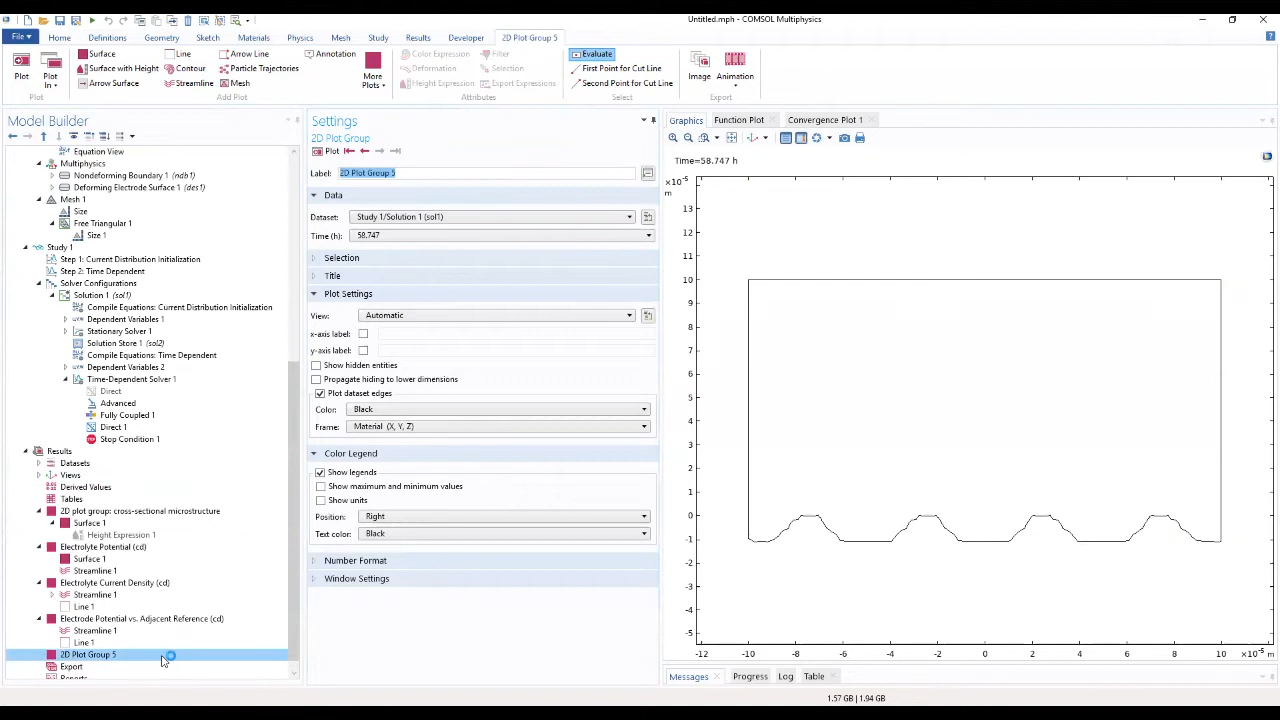 Untitled.mph - COMSOL Multiphysics
File Home Definitions Geometry Sketch Materials Physics Mesh Study Results Developer 2D Plot Group 5
Surface Line Arrow Line Annotation Color Expression Filter Evaluate
Surface with Height Contour Particle Trajectories Deformation Selection First Point for Cut Line
Plot Plot In More Plots Image Animation
Arrow Surface Streamline Mesh Height Expression Export Expressions Second Point for Cut Line
Plot Add Plot Attributes Select Export
Model Builder
Equation View
Multiphysics
Nondeforming Boundary 1 (ndb1)
Deforming Electrode Surface 1 (des1)
Mesh 1
Size
Free Triangular 1
Size 1
Study 1
Step 1: Current Distribution Initialization
Step 2: Time Dependent
Solver Configurations
Solution 1 (sol1)
Compile Equations: Current Distribution Initialization
Dependent Variables 1
Stationary Solver 1
Solution Store 1 (sol2)
Compile Equations: Time Dependent
Dependent Variables 2
Time-Dependent Solver 1
Direct
Advanced
Fully Coupled 1
Direct 1
Stop Condition 1
Results
Datasets
Views
Derived Values
Tables
2D plot group: cross-sectional microstructure
Surface 1
Height Expression 1
Electrolyte Potential (cd)
Surface 1
Streamline 1
Electrolyte Current Density (cd)
Streamline 1
Line 1
Electrode Potential vs. Adjacent Reference (cd)
Streamline 1
Line 1
2D Plot Group 5
Export
Reports
Settings
2D Plot Group
Plot
Label: 2D Plot Group 5
Data
Dataset: Study 1/Solution 1 (sol1)
Time (h): 58.747
Selection
Title
Plot Settings
View: Automatic
x-axis label:
y-axis label:
Show hidden entities
Propagate hiding to lower dimensions
Plot dataset edges
Color: Black
Frame: Material (X, Y, Z)
Color Legend
Show legends
Show maximum and minimum values
Show units
Position: Right
Text color: Black
Number Format
Window Settings
Graphics Function Plot Convergence Plot 1
Time=58.747 h
×10⁻⁵
m
13
12
11
10
9
8
7
6
5
4
3
2
1
0
-1
-2
-3
-4
-5
-12 -10 -8 -6 -4 -2 0 2 4 6 8 10 ×10⁻⁵ m
Messages Progress Log Table
1.57 GB | 1.94 GB